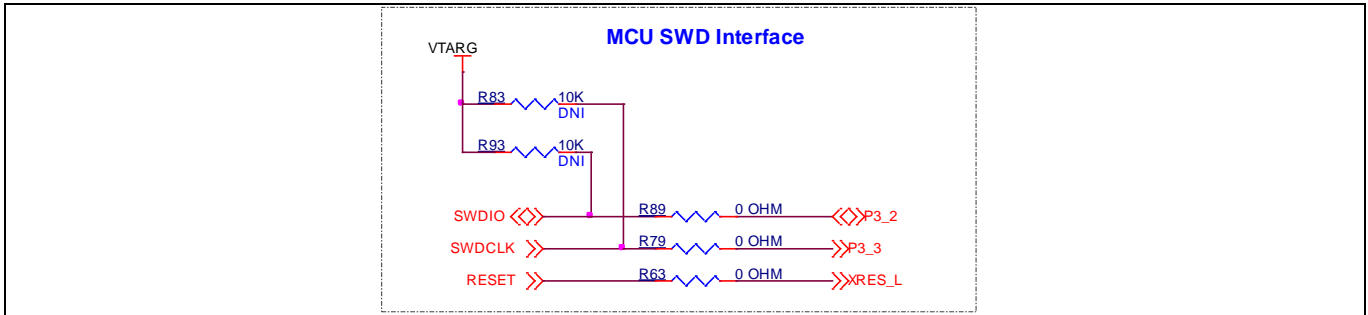 MCU SWD Interface
VTARG
R83 10K
DNI
R93 10K
DNI
SWDIO R89 0 OHM P3_2
SWDCLK R79 0 OHM P3_3
RESET R63 0 OHM XRES_L